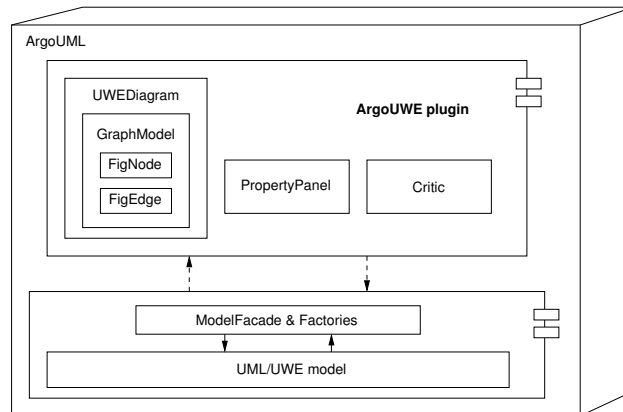 ArgoUML
UWEDiagram
ArgoUWE plugin
GraphModel
FigNode
FigEdge
PropertyPanel
Critic
ModelFacade & Factories
UML/UWE model